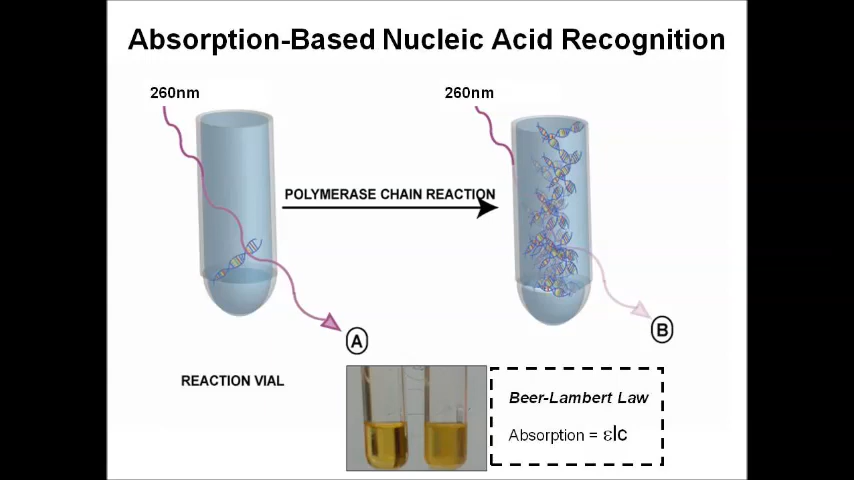 Absorption-Based Nucleic Acid Recognition
260nm
260nm
POLYMERASE CHAIN REACTION
A
B
REACTION VIAL
Beer-Lambert Law
Absorption = εlc